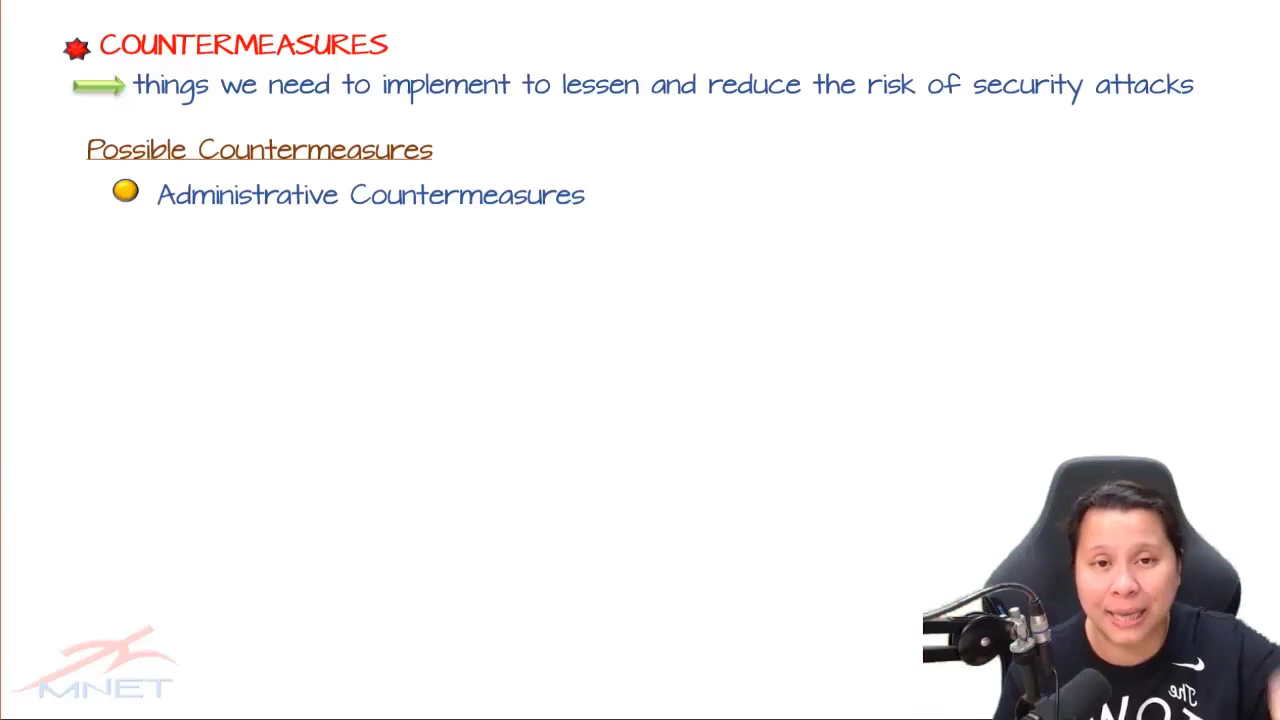 COUNTERMEASURES
things we need to implement to lessen and reduce the risk of security attacks
Possible Countermeasures
Administrative Countermeasures
MNET
The